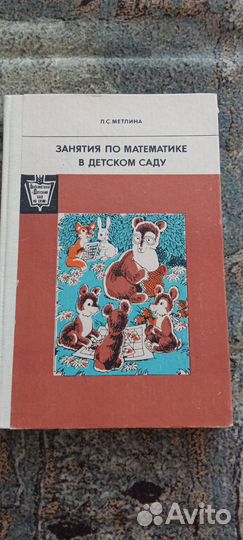 Л.С.МЕТЛИНА
ЗАНЯТИЯ ПО МАТЕМАТИКЕ
В ДЕТСКОМ САДУ
Avito